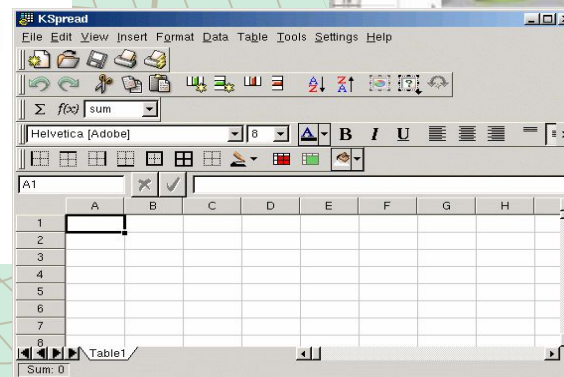 KSpread
File Edit View Insert Format Data Table Tools Settings Help
Σ f(x) sum
Helvetica [Adobe] 8 A B I U
A1
A B C D E F G H
1
2
3
4
5
6
7
8
Table1
Sum: 0